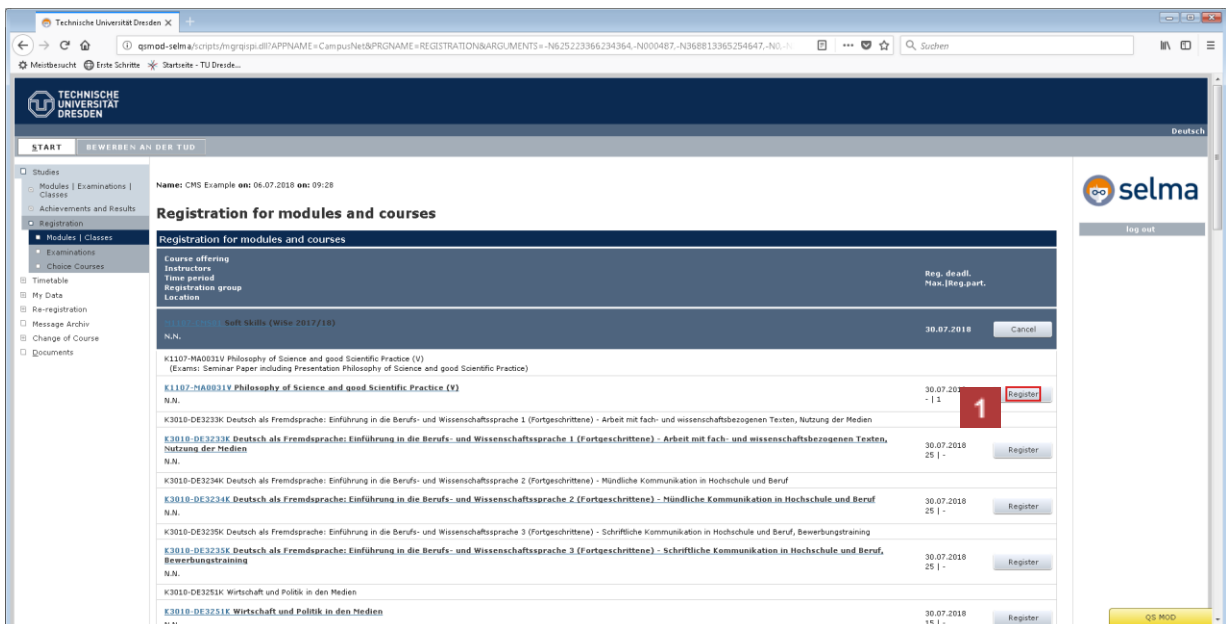 Technische Universität Dresden
qsmod-selma/scripts/mgrqispi.dll?APPNAME=CampusNet&PRGNAME=REGISTRATION&ARGUMENTS=-N625223366234364,-N000487,-N368813365254647,-N0,-N
Suchen
Meistbesucht Erste Schritte Startseite - TU Dresde...
TECHNISCHE
UNIVERSITÄT
DRESDEN
Deutsch
START BEWERBEN AN DER TUD
Studies
Modules | Examinations |
Classes
Achievements and Results
Registration
Modules | Classes
Examinations
Choice Courses
Timetable
My Data
Re-registration
Message Archiv
Change of Course
Documents
Name: CMS Example on: 06.07.2018 on: 09:28
Registration for modules and courses
Registration for modules and courses
Course offering
Instructors
Time period
Registration group
Location
Reg. deadl.
Max.|Reg.part.
Soft Skills (WiSe 2017/18)
N.N.
30.07.2018
Cancel
K1107-MA0031V Philosophy of Science and good Scientific Practice (V)
(Exams: Seminar Paper including Presentation Philosophy of Science and good Scientific Practice)
K1107-MA0031V Philosophy of Science and good Scientific Practice (V)
N.N.
- | 1
1
Register
K3010-DE3233K Deutsch als Fremdsprache: Einführung in die Berufs- und Wissenschaftssprache 1 (Fortgeschrittene) - Arbeit mit fach- und wissenschaftsbezogenen Texten, Nutzung der Medien
K3010-DE3233K Deutsch als Fremdsprache: Einführung in die Berufs- und Wissenschaftssprache 1 (Fortgeschrittene) - Arbeit mit fach- und wissenschaftsbezogenen Texten,
Nutzung der Medien
N.N.
30.07.2018
25 | -
Register
K3010-DE3234K Deutsch als Fremdsprache: Einführung in die Berufs- und Wissenschaftssprache 2 (Fortgeschrittene) - Mündliche Kommunikation in Hochschule und Beruf
K3010-DE3234K Deutsch als Fremdsprache: Einführung in die Berufs- und Wissenschaftssprache 2 (Fortgeschrittene) - Mündliche Kommunikation in Hochschule und Beruf
N.N.
30.07.2018
25 | -
Register
K3010-DE3235K Deutsch als Fremdsprache: Einführung in die Berufs- und Wissenschaftssprache 3 (Fortgeschrittene) - Schriftliche Kommunikation in Hochschule und Beruf, Bewerbungstraining
K3010-DE3235K Deutsch als Fremdsprache: Einführung in die Berufs- und Wissenschaftssprache 3 (Fortgeschrittene) - Schriftliche Kommunikation in Hochschule und Beruf,
Bewerbungstraining
N.N.
30.07.2018
25 | -
Register
K3010-DE3251K Wirtschaft und Politik in den Medien
K3010-DE3251K Wirtschaft und Politik in den Medien
30.07.2018
15 | -
Register
selma
log out
QS MOD